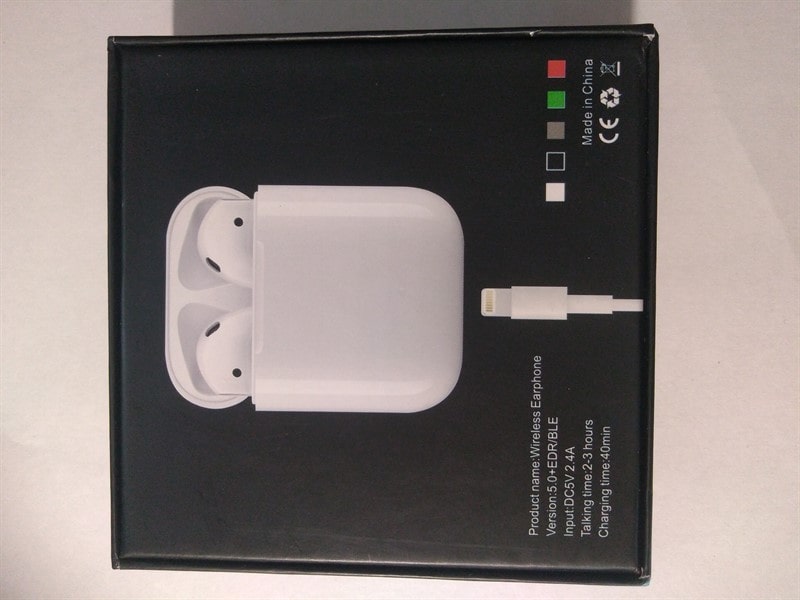 Product name:Wireless Earphone
Version:5.0+EDR/BLE
Input:DC5V 2.4A
Talking time:2-3 hours
Charging time:40min
Made in China
CE